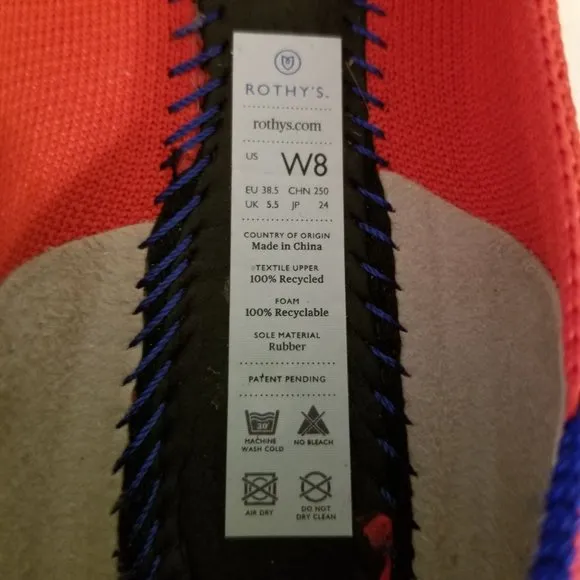 ROTHY'S.
rothys.com
US W8
EU 38.5 CHN 250
UK 5.5 JP 24
COUNTRY OF ORIGIN
Made in China
TEXTILE UPPER
100% Recycled
FOAM
100% Recyclable
SOLE MATERIAL
Rubber
PATENT PENDING
30°
MACHINE WASH COLD
NO BLEACH
AIR DRY
DO NOT DRY CLEAN